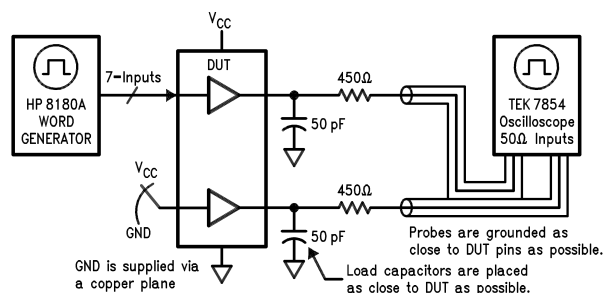 VCC
DUT
7-Inputs
HP 8180A
WORD
GENERATOR
450Ω
50 pF
TEK 7854
Oscilloscope
50Ω Inputs
VCC
GND
450Ω
50 pF
Probes are grounded as
close to DUT pins as possible.
GND is supplied via
a copper plane
Load capacitors are placed
as close to DUT as possible.